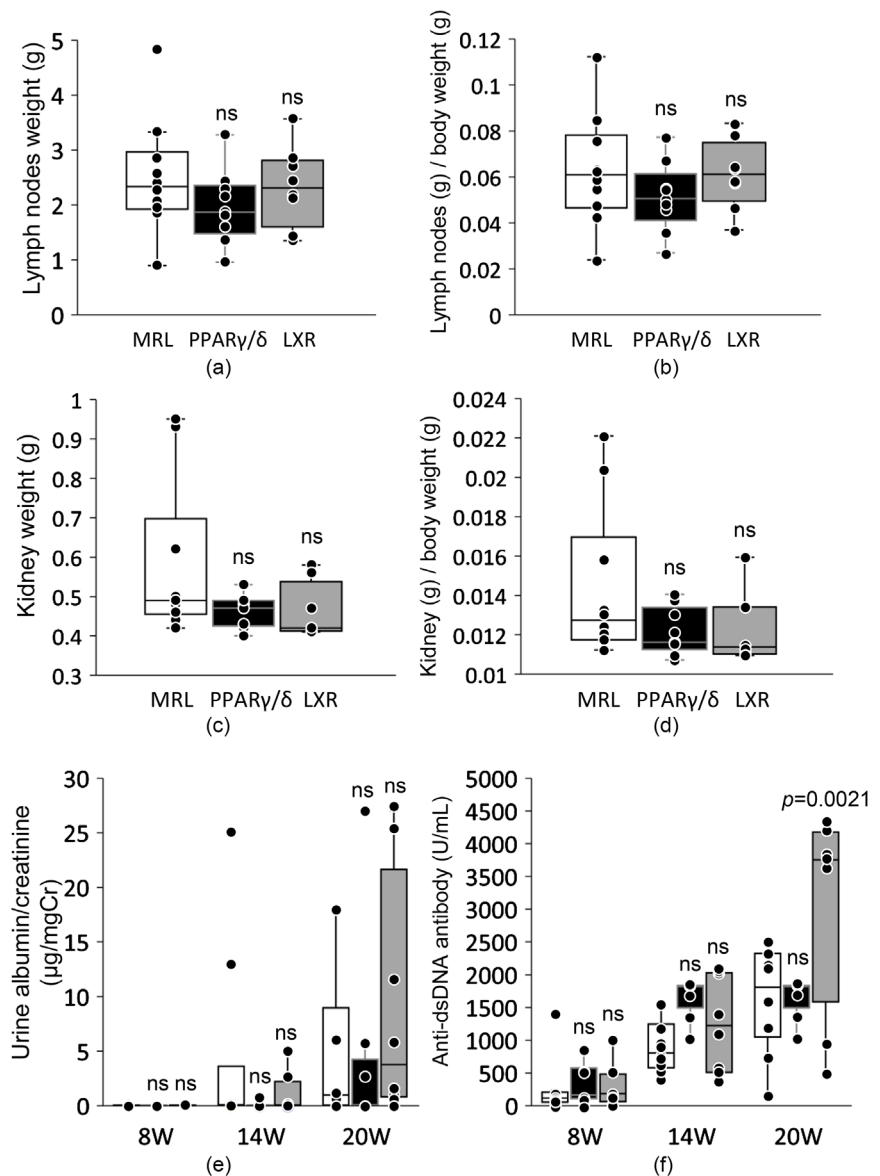 Lymph nodes weight (g)
5
4
3
2
1
0
ns
ns
MRL PPARγ/δ LXR
(a)
Lymph nodes (g) / body weight (g)
0.12
0.1
0.08
0.06
0.04
0.02
0
ns
ns
MRL PPARγ/δ LXR
(b)
Kidney weight (g)
1
0.9
0.8
0.7
0.6
0.5
0.4
0.3
ns
ns
MRL PPARγ/δ LXR
(c)
Kidney (g) / body weight (g)
0.024
0.022
0.02
0.018
0.016
0.014
0.012
0.01
ns
ns
MRL PPARγ/δ LXR
(d)
Urine albumin/creatinine
(μg/mgCr)
30
25
20
15
10
5
0
ns ns
ns
ns
ns
ns
8W 14W 20W
(e)
Anti-dsDNA antibody (U/mL)
5000
4500
4000
3500
3000
2500
2000
1500
1000
500
0
ns
ns
ns
ns
ns
p=0.0021
8W 14W 20W
(f)